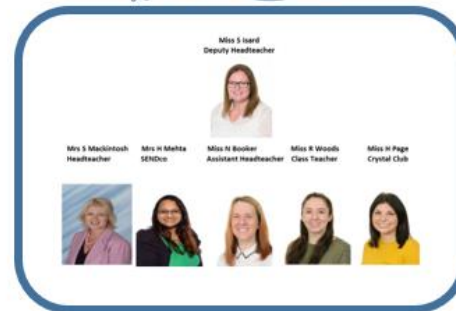 Miss S Isard
Deputy Headteacher
Mrs S Mackintosh
Headteacher
Mrs H Mehta
SENDco
Miss N Booker
Assistant Headteacher
Miss R Woods
Class Teacher
Miss H Page
Crystal Club